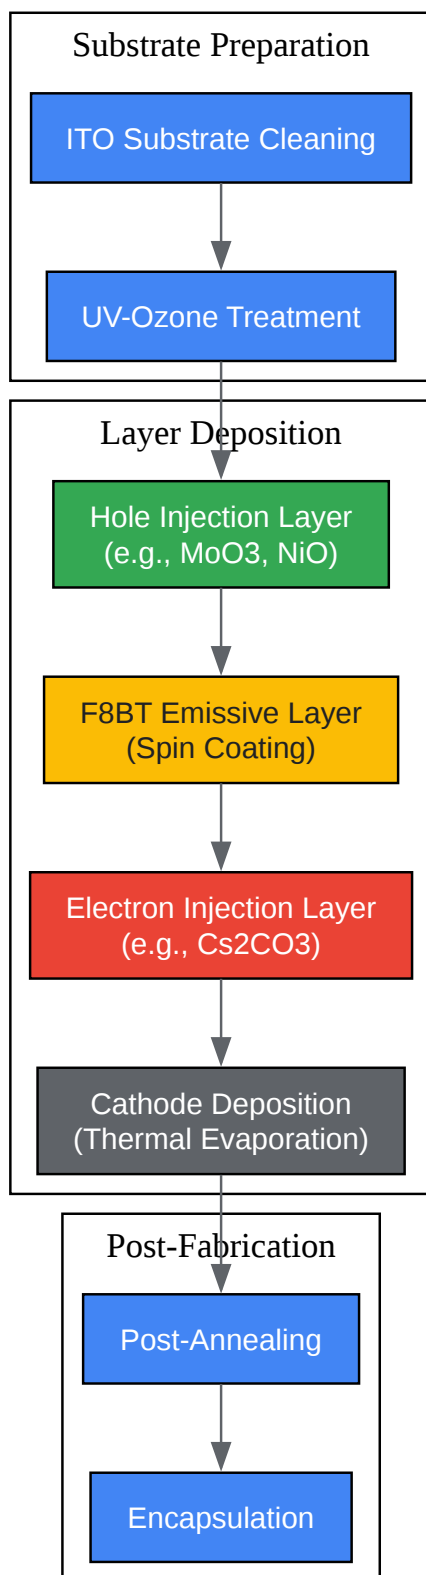 Substrate Preparation
ITO Substrate Cleaning
UV-Ozone Treatment
Layer Deposition
Hole Injection Layer
(e.g., MoO3, NiO)
F8BT Emissive Layer
(Spin Coating)
Electron Injection Layer
(e.g., Cs2CO3)
Cathode Deposition
(Thermal Evaporation)
Post-Fabrication
Post-Annealing
Encapsulation